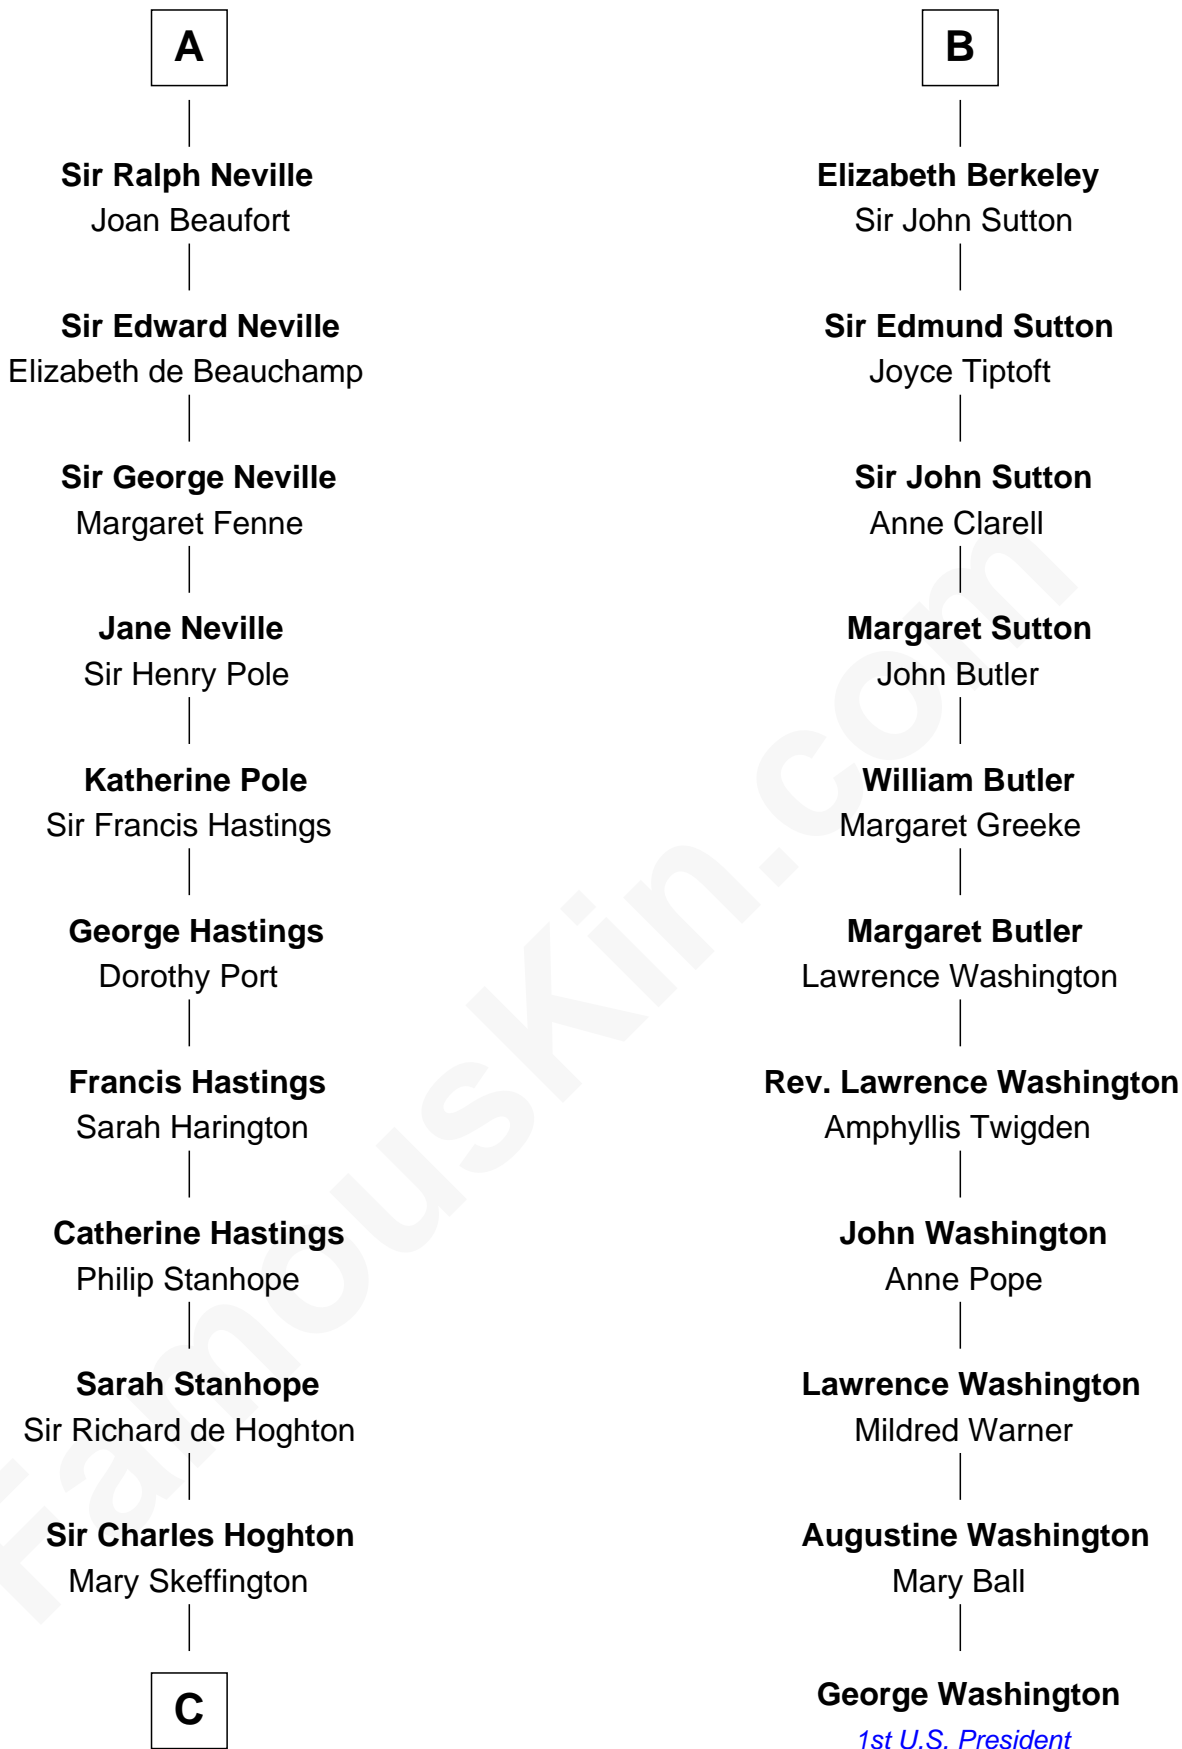 A
Sir Ralph Neville
Joan Beaufort
Sir Edward Neville
Elizabeth de Beauchamp
Sir George Neville
Margaret Fenne
Jane Neville
Sir Henry Pole
Katherine Pole
Sir Francis Hastings
George Hastings
Dorothy Port
Francis Hastings
Sarah Harington
Catherine Hastings
Philip Stanhope
Sarah Stanhope
Sir Richard de Hoghton
Sir Charles Hoghton
Mary Skeffington
C
B
Elizabeth Berkeley
Sir John Sutton
Sir Edmund Sutton
Joyce Tiptoft
Sir John Sutton
Anne Clarell
Margaret Sutton
John Butler
William Butler
Margaret Greeke
Margaret Butler
Lawrence Washington
Rev. Lawrence Washington
Amphyllis Twigden
John Washington
Anne Pope
Lawrence Washington
Mildred Warner
Augustine Washington
Mary Ball
George Washington
1st U.S. President
FamousKin.com